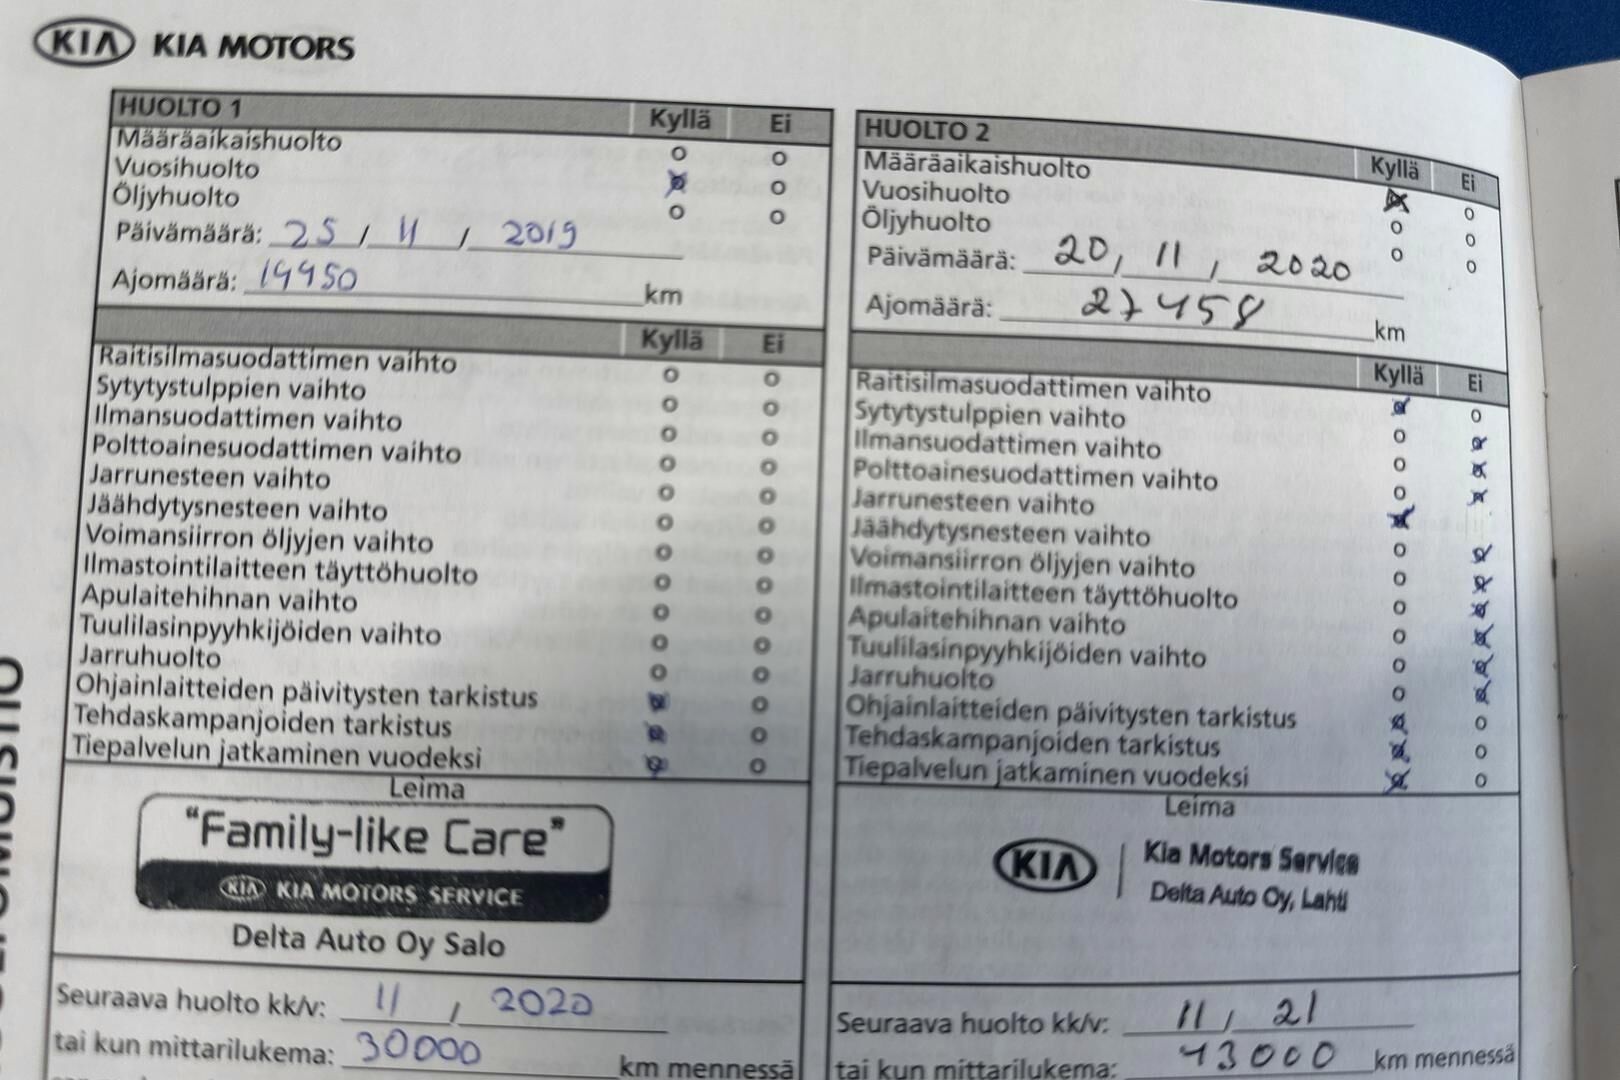 KIA KIA MOTORS
HUOLTO 1 Kyllä Ei
Määräaikaishuolto
Vuosihuolto
Öljyhuolto
Päivämäärä: 25 / 11 / 2019
Ajomäärä: 14450 km
Kyllä Ei
Raitisilmasuodattimen vaihto
Sytytystulppien vaihto
Ilmansuodattimen vaihto
Polttoainesuodattimen vaihto
Jarrunesteen vaihto
Jäähdytysnesteen vaihto
Voimansiirron öljyjen vaihto
Ilmastointilaitteen täyttöhuolto
Apulaitehihnan vaihto
Tuulilasinpyyhkijöiden vaihto
Jarruhuolto
Ohjainlaitteiden päivitysten tarkistus
Tehdaskampanjoiden tarkistus
Tiepalvelun jatkaminen vuodeksi
Leima
"Family-like Care"
KIA KIA MOTORS SERVICE
Delta Auto Oy Salo
Seuraava huolto kk/v: 11 / 2020
tai kun mittarilukema: 30000 km mennessä
HUOLTO 2 Kyllä Ei
Määräaikaishuolto
Vuosihuolto
Öljyhuolto
Päivämäärä: 20 / 11 / 2020
Ajomäärä: 27458 km
Kyllä Ei
Raitisilmasuodattimen vaihto
Sytytystulppien vaihto
Ilmansuodattimen vaihto
Polttoainesuodattimen vaihto
Jarrunesteen vaihto
Jäähdytysnesteen vaihto
Voimansiirron öljyjen vaihto
Ilmastointilaitteen täyttöhuolto
Apulaitehihnan vaihto
Tuulilasinpyyhkijöiden vaihto
Jarruhuolto
Ohjainlaitteiden päivitysten tarkistus
Tehdaskampanjoiden tarkistus
Tiepalvelun jatkaminen vuodeksi
Leima
KIA Kia Motors Service
Delta Auto Oy, Lahti
Seuraava huolto kk/v: 11 / 21
tai kun mittarilukema: 43000 km mennessä